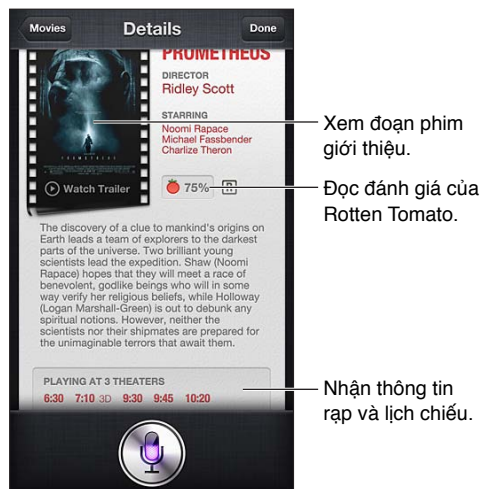 Movies
Details
Done
PROMETHEUS
DIRECTOR
Ridley Scott
STARRING
Noomi Rapace
Michael Fassbender
Charlize Theron
PROMETHEUS
Watch Trailer
75%
R
Xem đoạn phim
giới thiệu.
Đọc đánh giá của
Rotten Tomato.
The discovery of a clue to mankind's origins on
Earth leads a team of explorers to the darkest
parts of the universe. Two brilliant young
scientists lead the expedition. Shaw (Noomi
Rapace) hopes that they will meet a race of
benevolent, godlike beings who will in some
way verify her religious beliefs, while Holloway
(Logan Marshall-Green) is out to debunk any
spiritual notions. However, neither the
scientists nor their shipmates are prepared for
the unimaginable terrors that await them.
PLAYING AT 3 THEATERS
6:30 7:10 3D 9:30 9:45 10:20
Nhận thông tin
rạp và lịch chiếu.